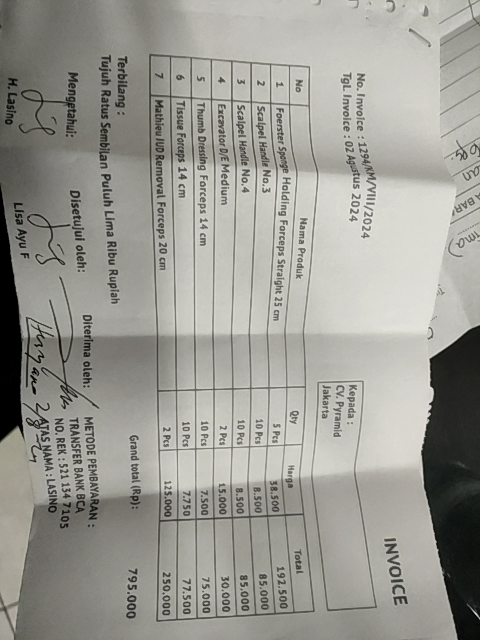 INVOICE
No. Invoice : 1294/KM/VIII/2024
Tgl. Invoice : 02 Agustus 2024
Kepada :
CV. Pyramid
Jakarta
No Nama Produk Qty Harga Total
1 Foerster Sponge Holding Forceps Straight 25 cm 5 Pcs 38.500 192.500
2 Scalpel Handle No.3 10 Pcs 8.500 85.000
3 Scalpel Handle No.4 10 Pcs 8.500 85.000
4 Excavator D/E Medium 2 Pcs 15.000 30.000
5 Thumb Dressing Forceps 14 cm 10 Pcs 7.500 75.000
6 Tissue Forceps 14 cm 10 Pcs 7.750 77.500
7 Mathieu IUD Removal Forceps 20 cm 2 Pcs 125.000 250.000
Grand total (Rp): 795.000
Terbilang :
Tujuh Ratus Sembilan Puluh Lima Ribu Rupiah
Mengetahui: Disetujui oleh: Diterima oleh:
H. Lasino Lisa Ayu F
METODE PEMBAYARAN :
TRANSFER BANK BCA
NO. REK : 521 134 7105
ATAS NAMA : LASINO